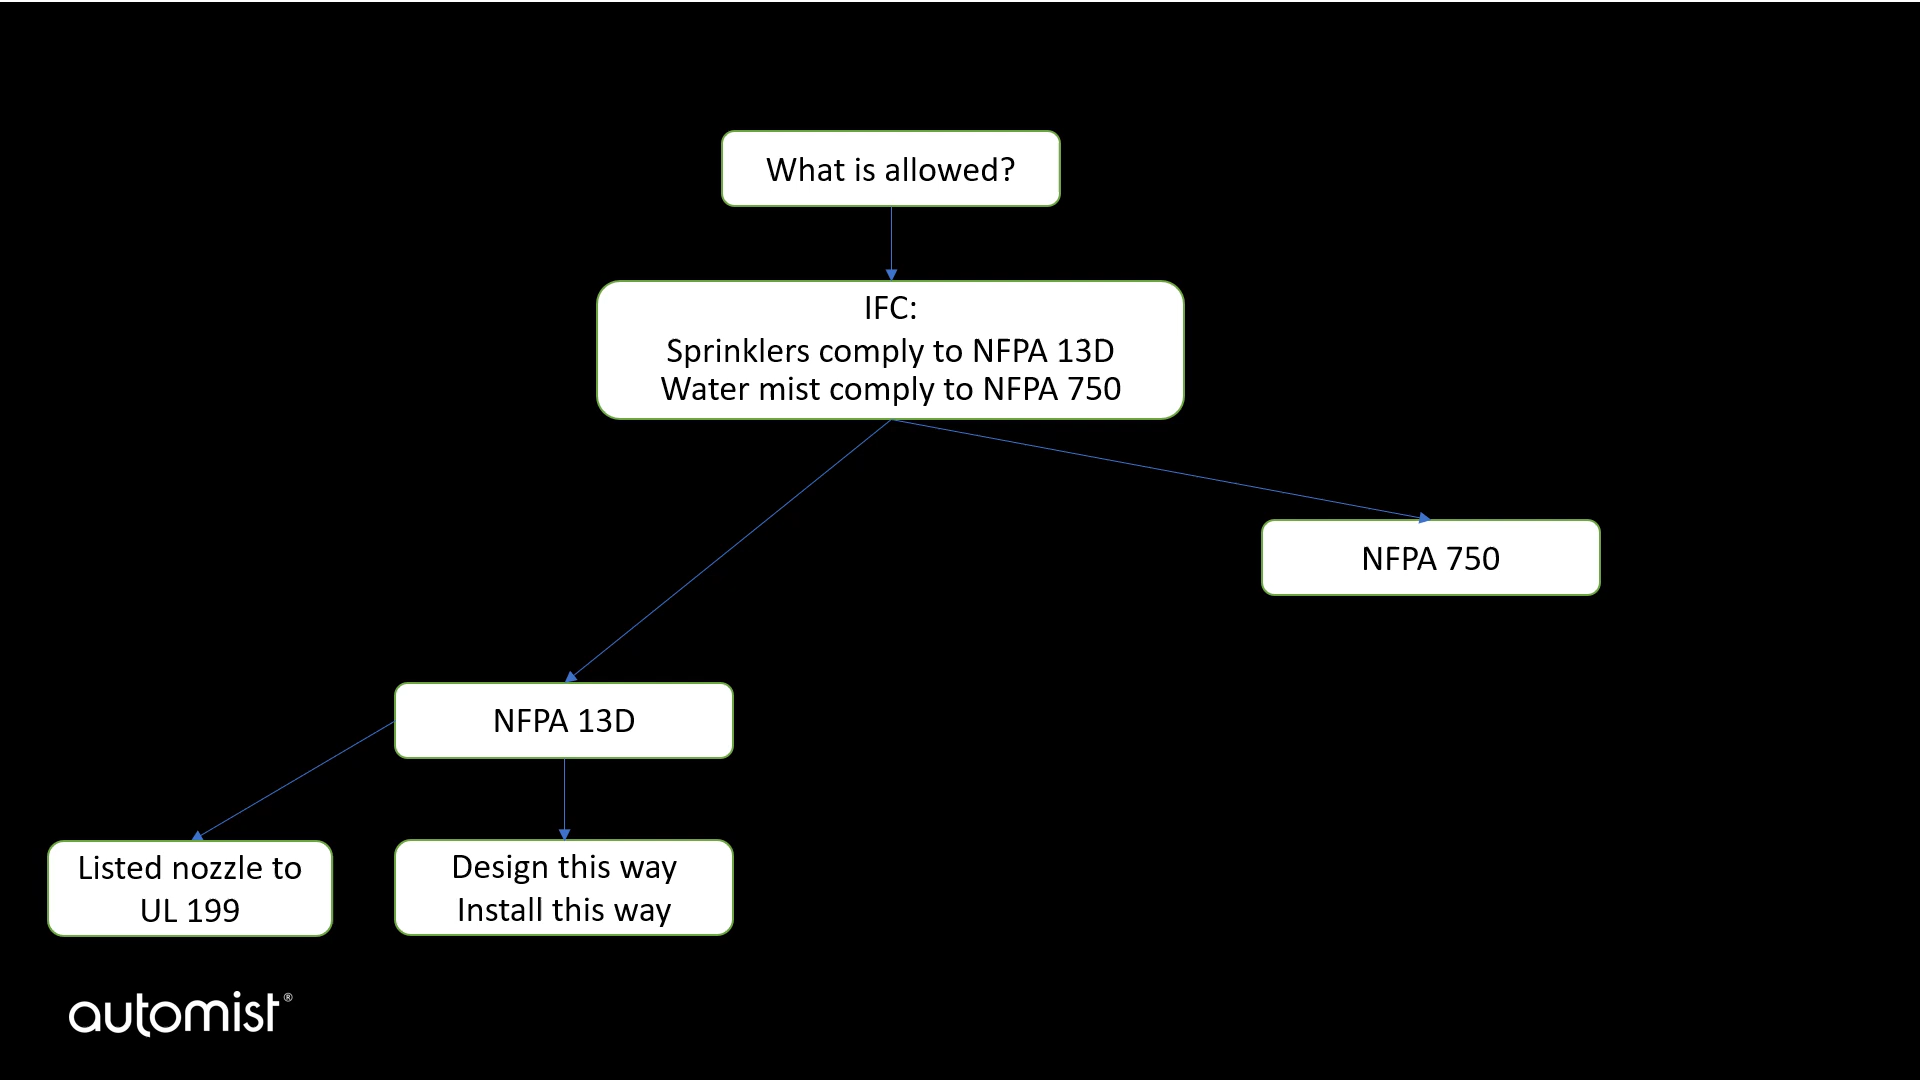 What is allowed?
IFC:
Sprinklers comply to NFPA 13D
Water mist comply to NFPA 750
NFPA 750
NFPA 13D
Listed nozzle to
UL 199
Design this way
Install this way
automist®